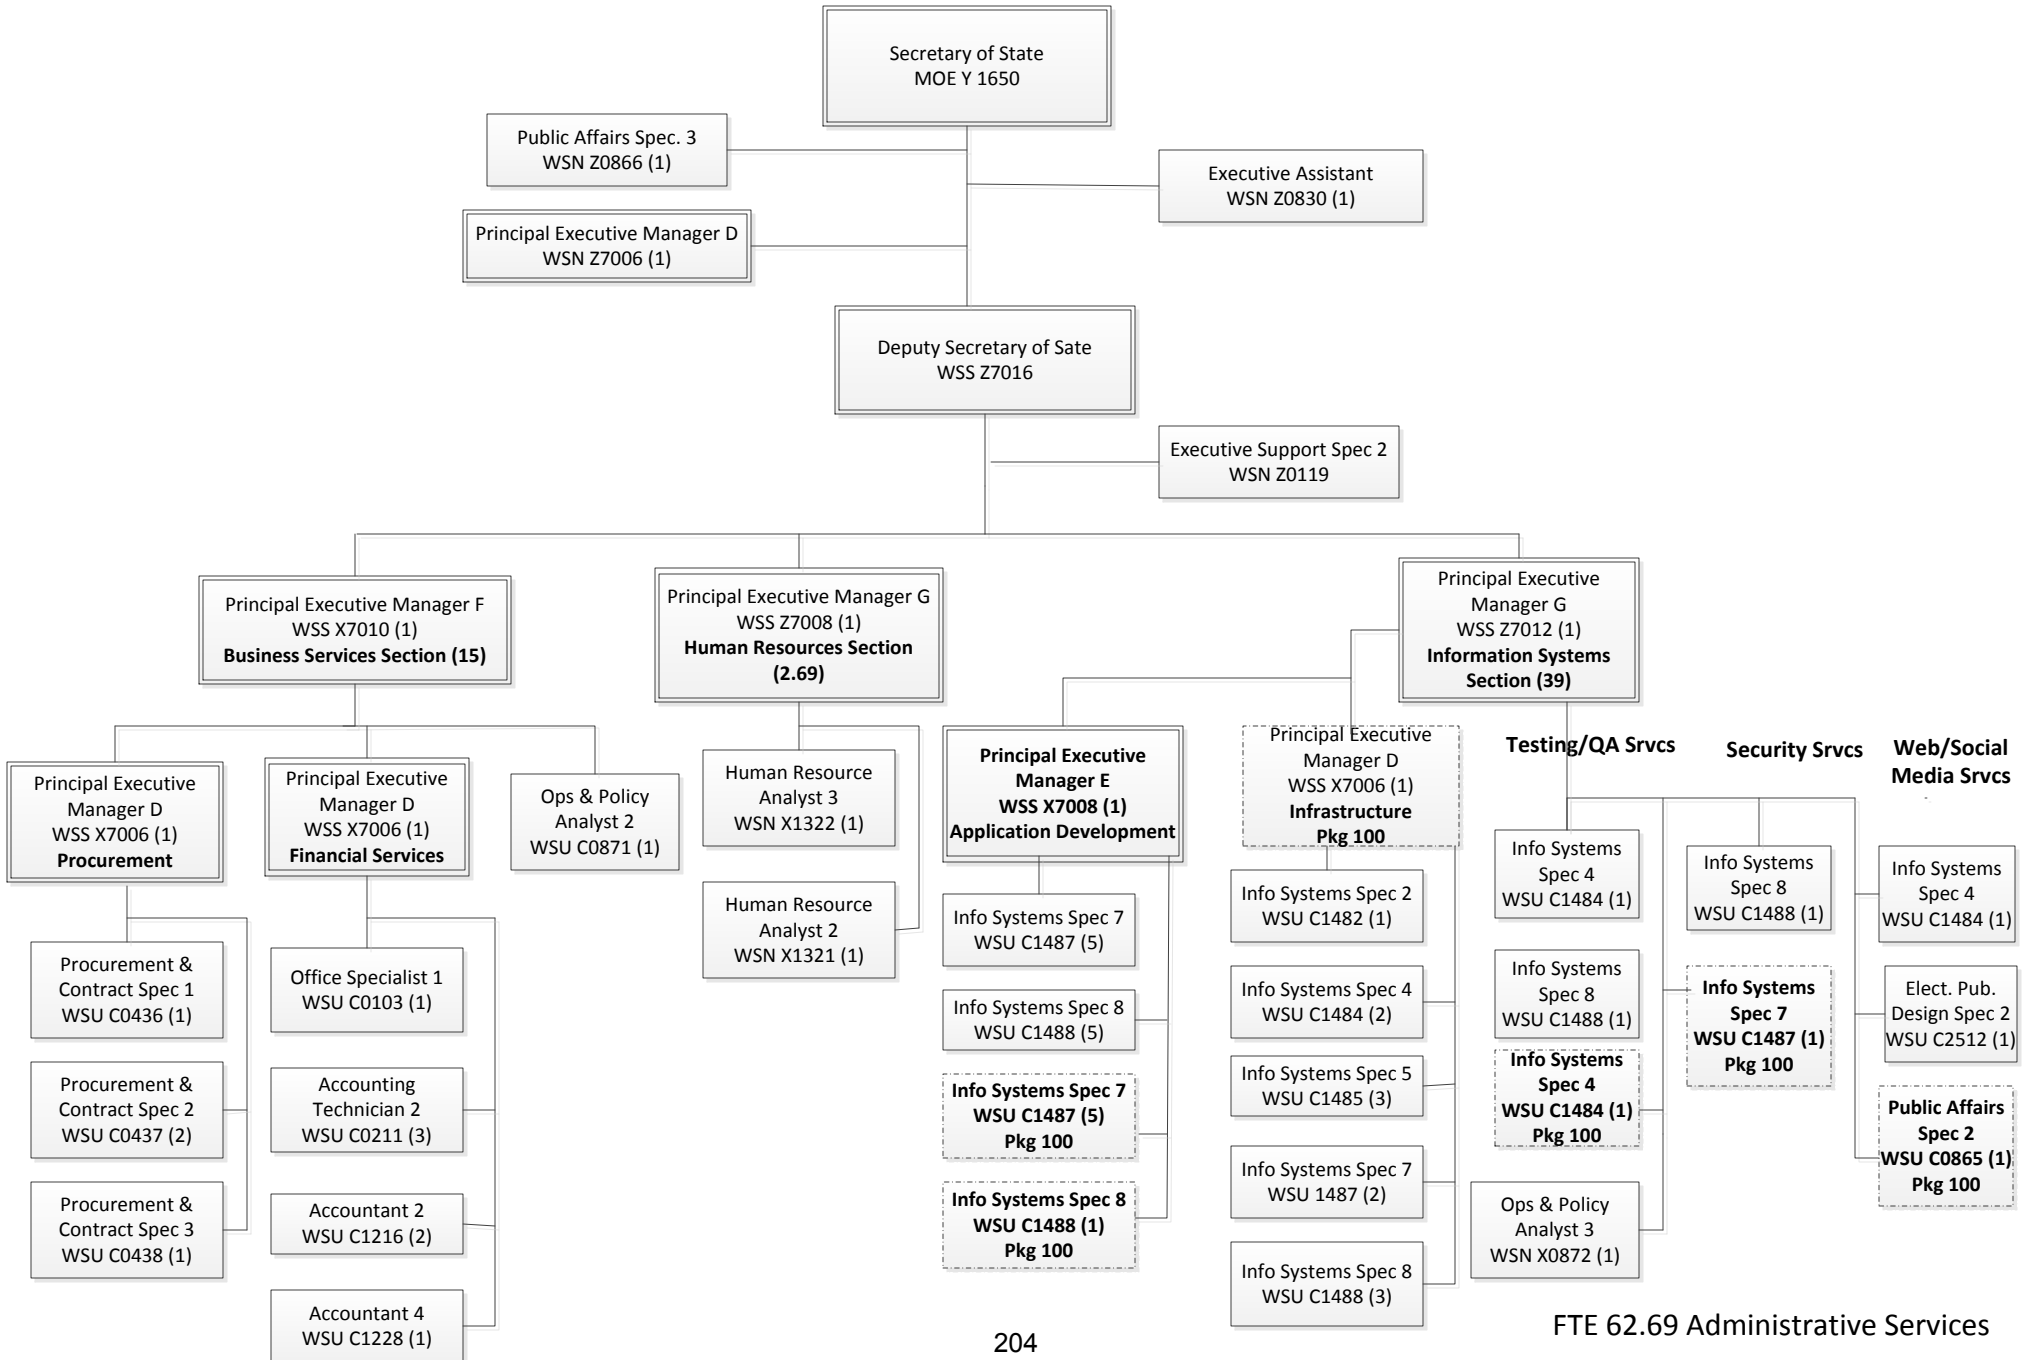 Secretary of State
MOE Y 1650
Public Affairs Spec. 3
WSN Z0866 (1)
Executive Assistant
WSN Z0830 (1)
Principal Executive Manager D
WSN Z7006 (1)
Deputy Secretary of Sate
WSS Z7016
Executive Support Spec 2
WSN Z0119
Principal Executive Manager F
WSS X7010 (1)
Business Services Section (15)
Principal Executive Manager G
WSS Z7008 (1)
Human Resources Section
(2.69)
Principal Executive
Manager G
WSS Z7012 (1)
Information Systems
Section (39)
Principal Executive
Manager D
WSS X7006 (1)
Procurement
Principal Executive
Manager D
WSS X7006 (1)
Financial Services
Ops & Policy
Analyst 2
WSU C0871 (1)
Human Resource
Analyst 3
WSN X1322 (1)
Human Resource
Analyst 2
WSN X1321 (1)
Principal Executive
Manager E
WSS X7008 (1)
Application Development
Principal Executive
Manager D
WSS X7006 (1)
Infrastructure
Pkg 100
Testing/QA Srvcs
Security Srvcs
Web/Social
Media Srvcs
Procurement &
Contract Spec 1
WSU C0436 (1)
Procurement &
Contract Spec 2
WSU C0437 (2)
Procurement &
Contract Spec 3
WSU C0438 (1)
Office Specialist 1
WSU C0103 (1)
Accounting
Technician 2
WSU C0211 (3)
Accountant 2
WSU C1216 (2)
Accountant 4
WSU C1228 (1)
Info Systems Spec 7
WSU C1487 (5)
Info Systems Spec 8
WSU C1488 (5)
Info Systems Spec 7
WSU C1487 (5)
Pkg 100
Info Systems Spec 8
WSU C1488 (1)
Pkg 100
Info Systems Spec 2
WSU C1482 (1)
Info Systems Spec 4
WSU C1484 (2)
Info Systems Spec 5
WSU C1485 (3)
Info Systems Spec 7
WSU 1487 (2)
Info Systems Spec 8
WSU C1488 (3)
Info Systems
Spec 4
WSU C1484 (1)
Info Systems
Spec 8
WSU C1488 (1)
Info Systems
Spec 4
WSU C1484 (1)
Pkg 100
Ops & Policy
Analyst 3
WSN X0872 (1)
Info Systems
Spec 8
WSU C1488 (1)
Info Systems
Spec 7
WSU C1487 (1)
Pkg 100
Info Systems
Spec 4
WSU C1484 (1)
Elect. Pub.
Design Spec 2
WSU C2512 (1)
Public Affairs
Spec 2
WSU C0865 (1)
Pkg 100
204
FTE 62.69 Administrative Services